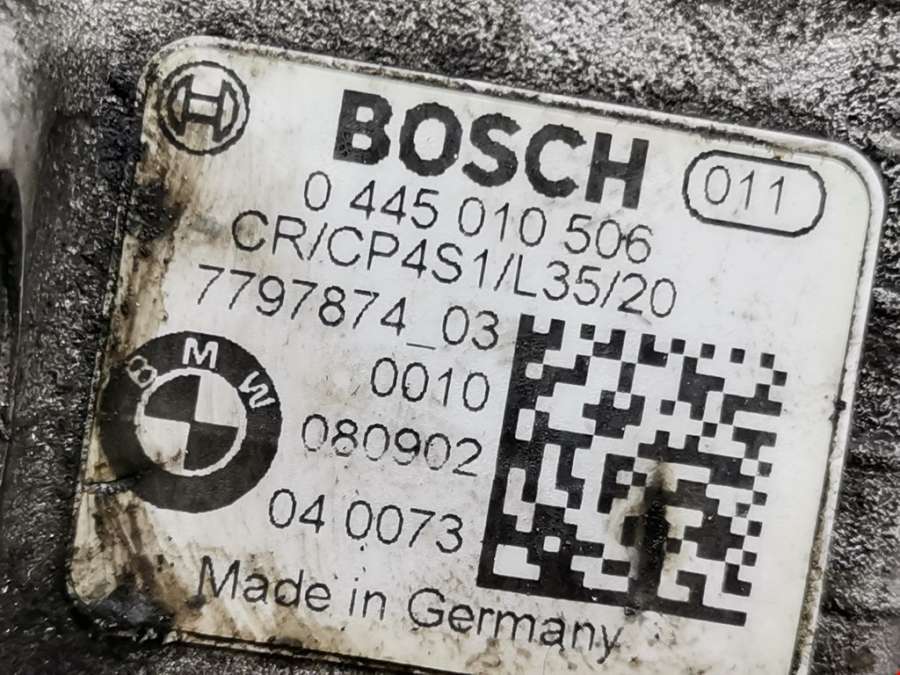 BOSCH 011
0 445 010 506
CR/CP4S1/L35/20
7797874_03
0010
BMW
080902
04 0073
Made in Germany